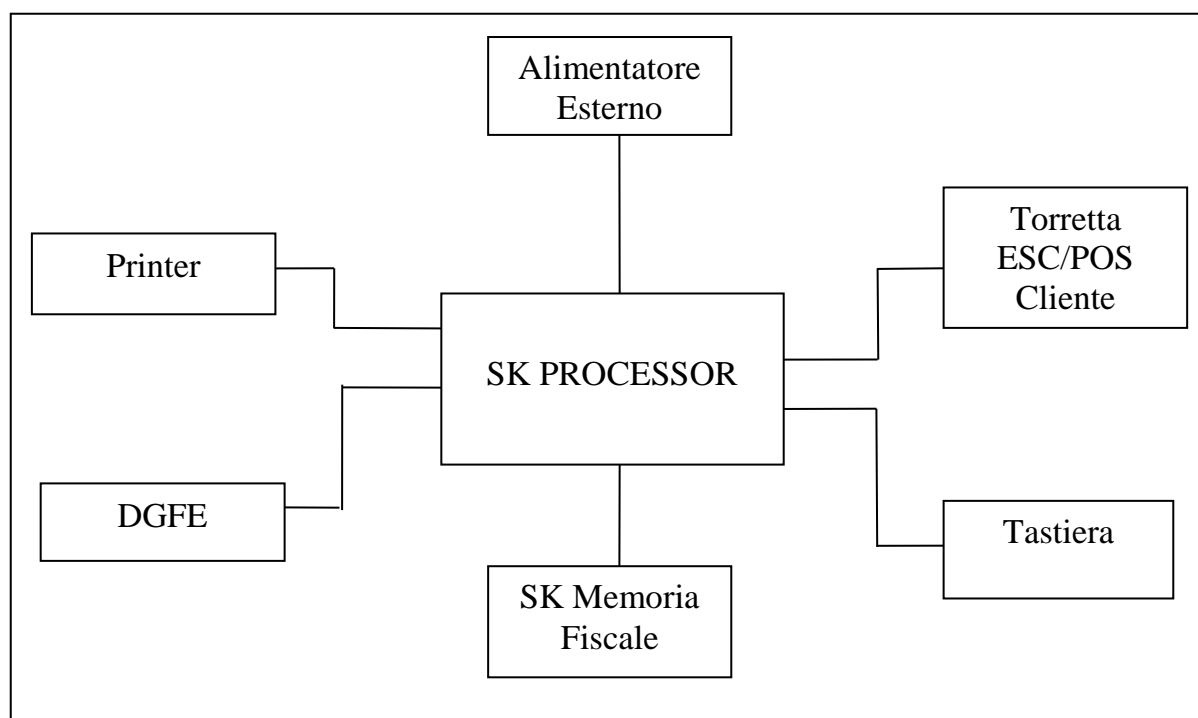 Alimentatore
Esterno
Torretta
ESC/POS
Cliente
Printer
SK PROCESSOR
DGFE
Tastiera
SK Memoria
Fiscale